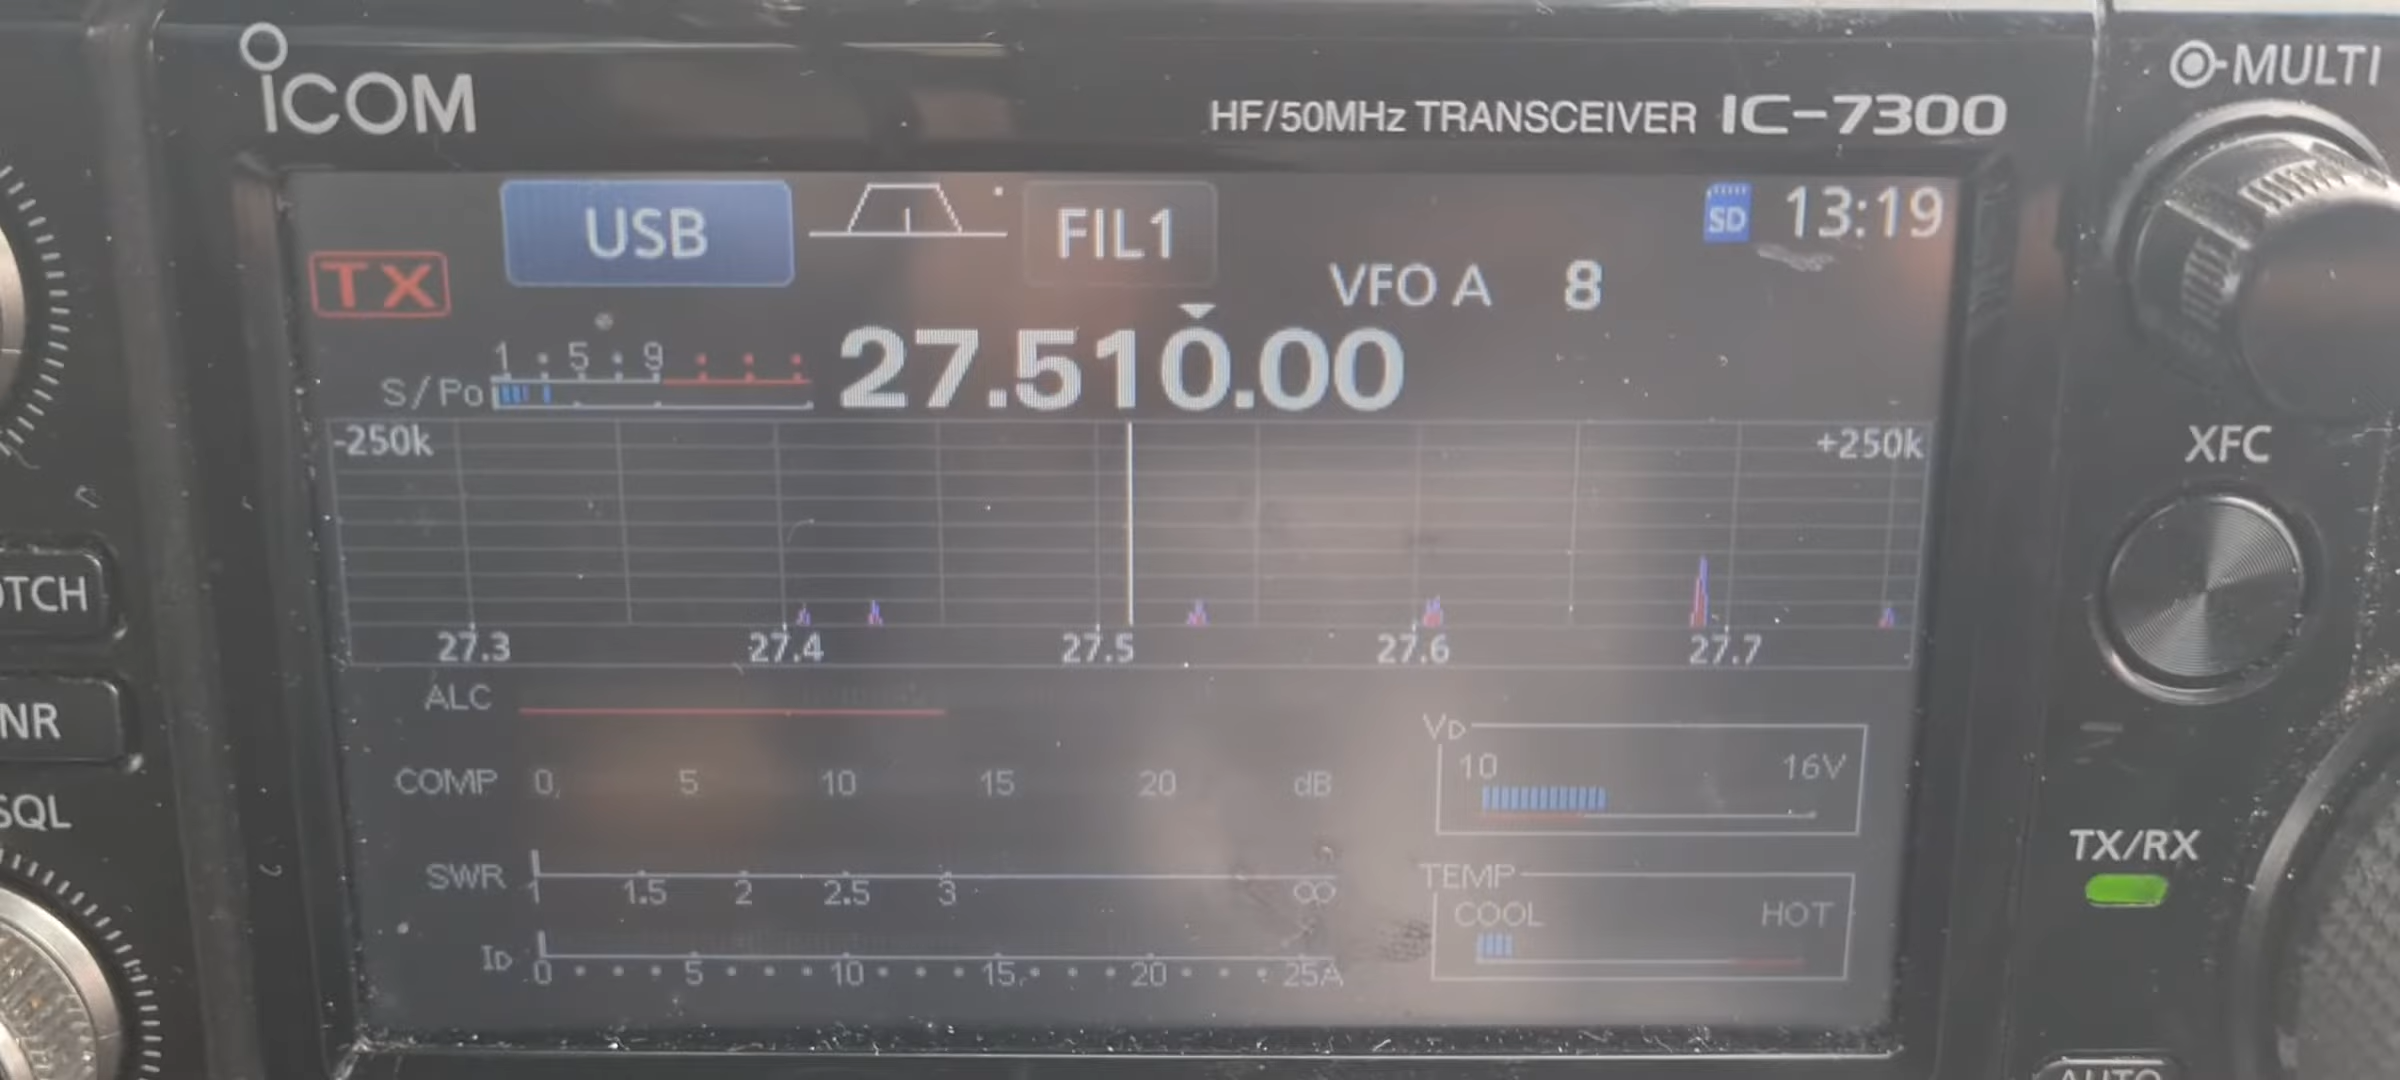 ICOM
HF/50MHz TRANSCEIVER IC-7300
MULTI
USB
FIL1
SD 13:19
TX
VFO A 8
1 • 5 • 9
S/Po
27.510.00
-250k
+250k
XFC
27.3 27.4 27.5 27.6 27.7
OTCH
NR
SQL
ALC
VD
10 16V
COMP 0 5 10 15 20 dB
TX/RX
SWR 1 1.5 2 2.5 3 ∞
TEMP
COOL HOT
ID 0 5 10 15 20 25A
AUTO